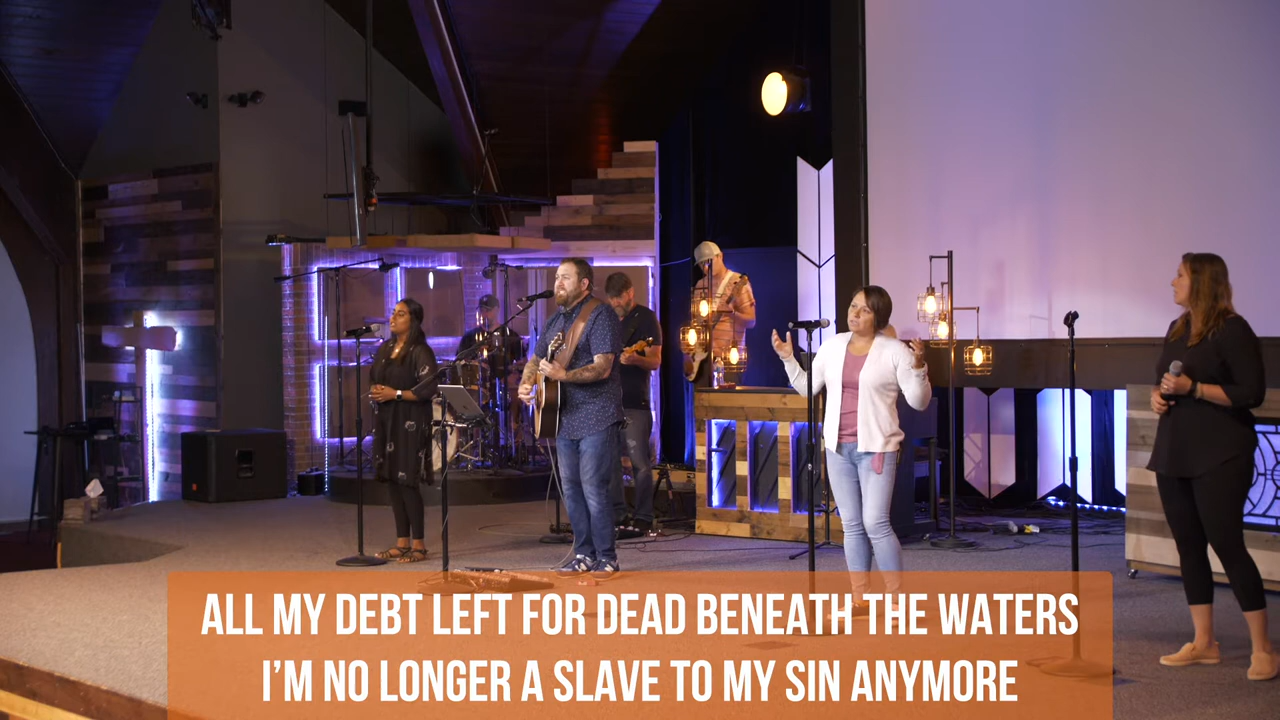 ALL MY DEBT LEFT FOR DEAD BENEATH THE WATERS
I'M NO LONGER A SLAVE TO MY SIN ANYMORE